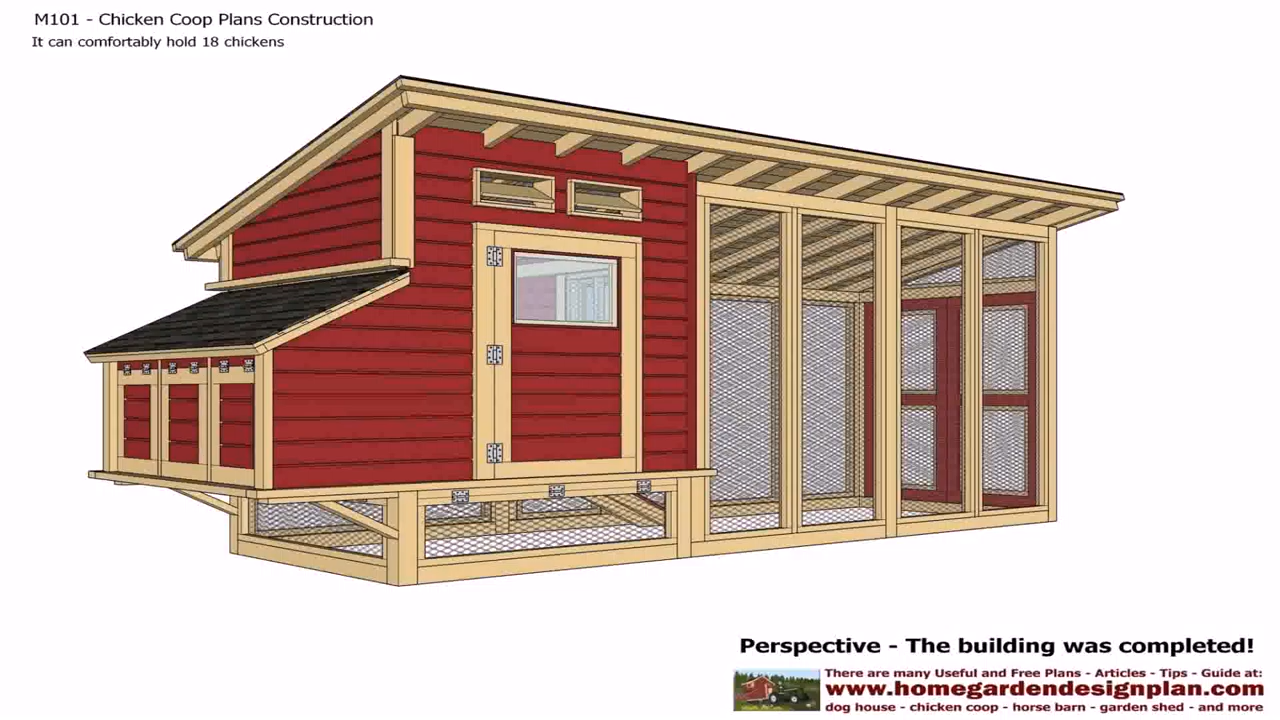 M101 - Chicken Coop Plans Construction
It can comfortably hold 18 chickens
Perspective - The building was completed!
There are many Useful and Free Plans - Articles - Tips - Guide at:
www.homegardendesignplan.com
dog house - chicken coop - horse barn - garden shed - and more